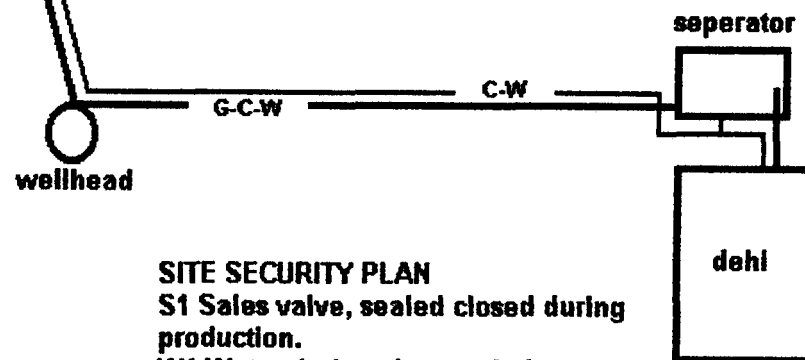 seperator
C-W
G-C-W
wellhead
dehi
SITE SECURITY PLAN
S1 Sales valve, sealed closed during
production.